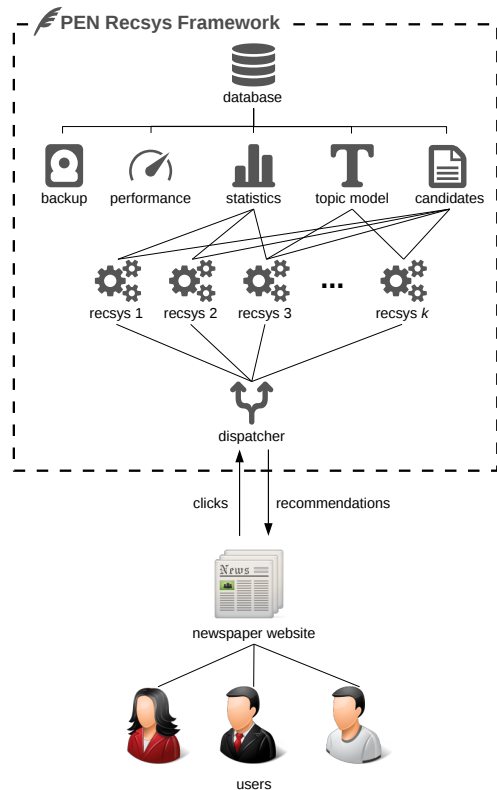 PEN Recsys Framework
database
backup
performance
statistics
topic model
candidates
recsys 1
recsys 2
recsys 3
...
recsys k
dispatcher
clicks
recommendations
News
newspaper website
users